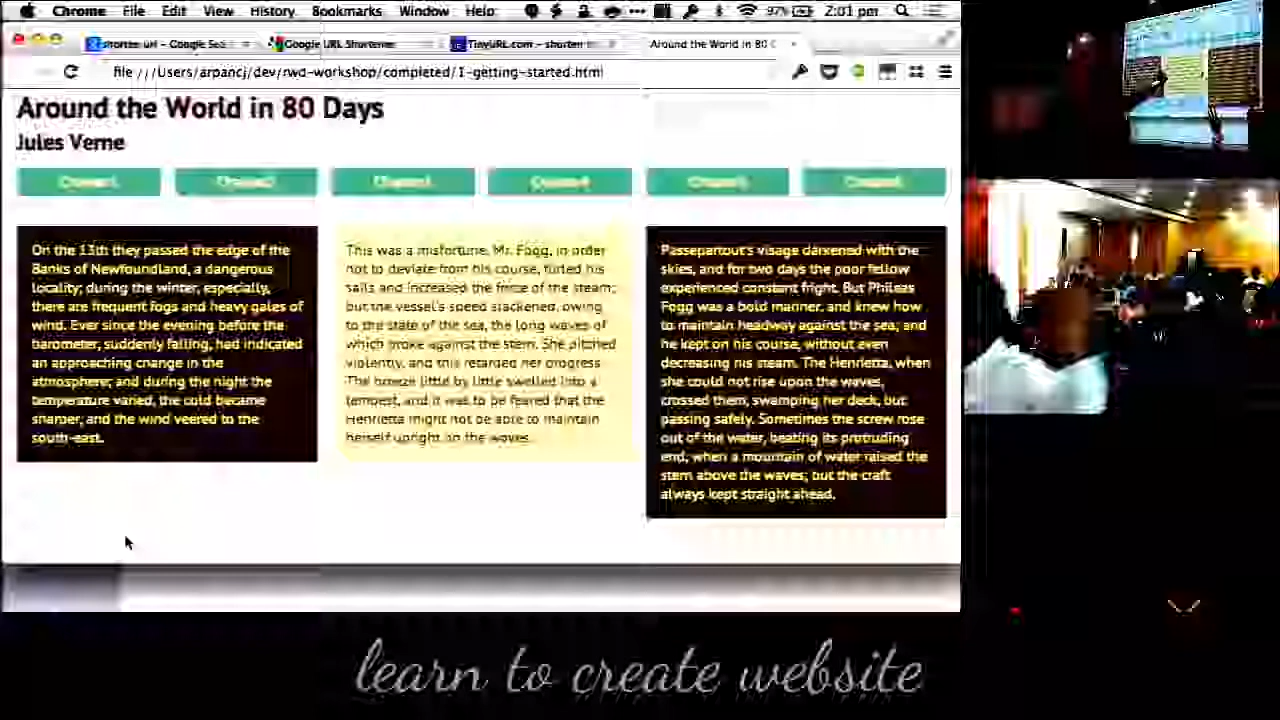 Chrome File Edit View History Bookmarks Window Help 97% 2:01 pm
shorter url - Google Sea
Google URL Shortener
TinyURL.com - shorten
Around the World in 80
file:///Users/arpancj/dev/rwd-workshop/completed/1-getting-started.html
Around the World in 80 Days
Jules Verne
On the 13th they passed the edge of the
Banks of Newfoundland, a dangerous
locality; during the winter, especially,
there are frequent fogs and heavy gales of
wind. Ever since the evening before the
barometer, suddenly falling, had indicated
an approaching change in the
atmosphere; and during the night the
temperature varied, the cold became
sharper, and the wind veered to the
south-east.
This was a misfortune. Mr. Fogg, in order
not to deviate from his course, furled his
sails and increased the force of the steam;
but the vessel's speed slackened, owing
to the state of the sea, the long waves of
which broke against the stern. She pitched
violently, and this retarded her progress.
The breeze little by little swelled into a
tempest, and it was to be feared that the
Henrietta might not be able to maintain
herself upright on the waves.
Passepartout's visage darkened with the
skies, and for two days the poor fellow
experienced constant fright. But Phileas
Fogg was a bold mariner, and knew how
to maintain headway against the sea; and
he kept on his course, without even
decreasing his steam. The Henrietta, when
she could not rise upon the waves,
crossed them, swamping her deck, but
passing safely. Sometimes the screw rose
out of the water, beating its protruding
end, when a mountain of water raised the
stern above the waves; but the craft
always kept straight ahead.
learn to create website